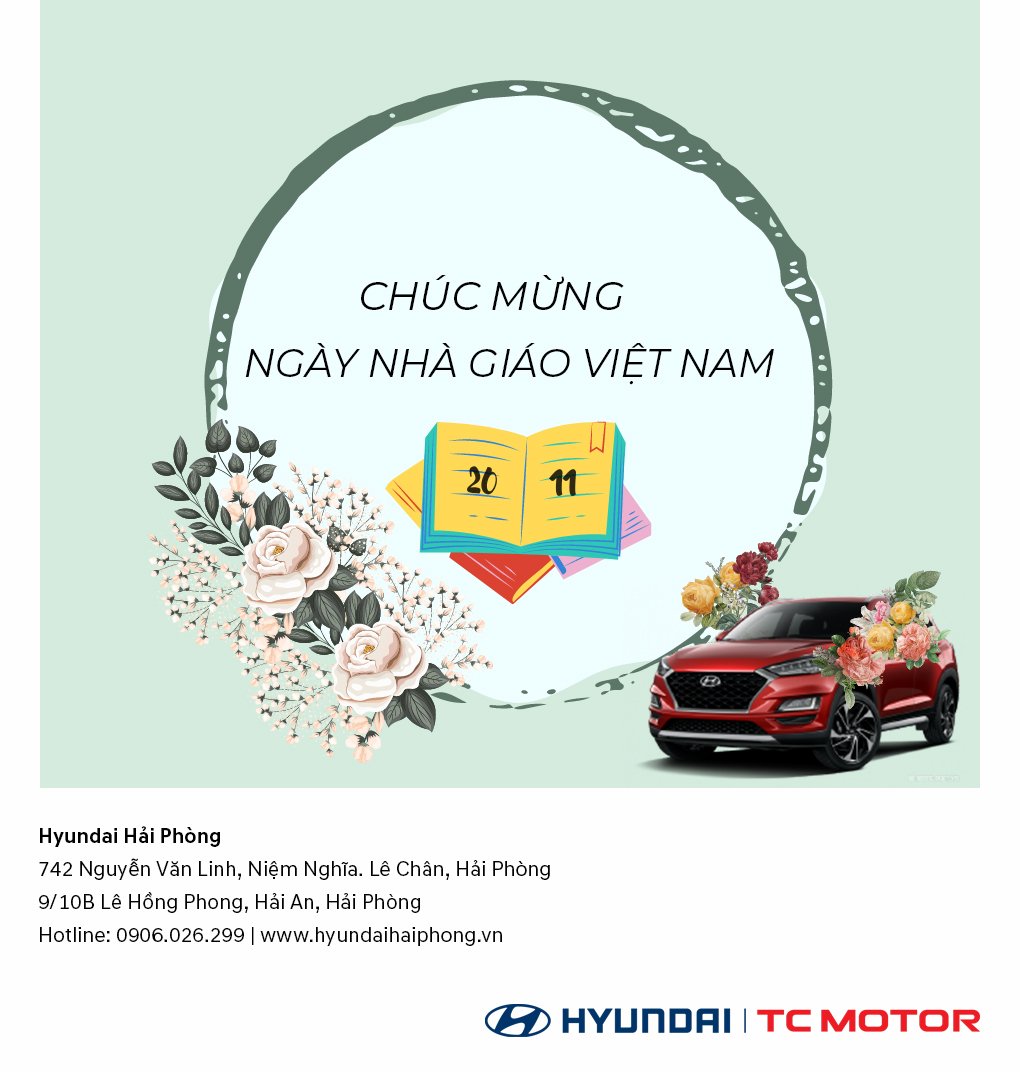 CHÚC MỪNG
NGÀY NHÀ GIÁO VIỆT NAM
20 11
Hyundai Hải Phòng
742 Nguyễn Văn Linh, Niệm Nghĩa. Lê Chân, Hải Phòng
9/10B Lê Hồng Phong, Hải An, Hải Phòng
Hotline: 0906.026.299 | www.hyundaihaiphong.vn
HYUNDAI | TC MOTOR